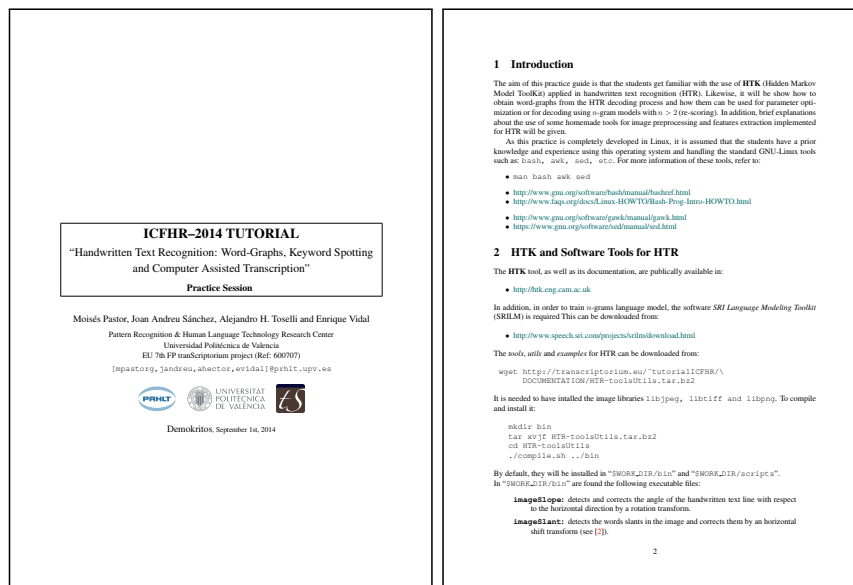 ICFHR–2014 TUTORIAL
“Handwritten Text Recognition: Word-Graphs, Keyword Spotting
and Computer Assisted Transcription”
Practice Session
Moisés Pastor, Joan Andreu Sánchez, Alejandro H. Toselli and Enrique Vidal
Pattern Recognition & Human Language Technology Research Center
Universidad Politécnica de Valencia
EU 7th FP tranScriptorium project (Ref: 600707)
[mpastorg,jandreu,ahector,evidal]@prhlt.upv.es
PRHLT
UNIVERSITAT
POLITÈCNICA
DE VALÈNCIA
tS
Demokritos, September 1st, 2014
1 Introduction
The aim of this practice guide is that the students get familiar with the use of HTK (Hidden Markov
Model ToolKit) applied in handwritten text recognition (HTR). Likewise, it will be show how to
obtain word-graphs from the HTR decoding process and how them can be used for parameter opti-
mization or for decoding using n-gram models with n > 2 (re-scoring). In addition, brief explanations
about the use of some homemade tools for image preprocessing and features extraction implemented
for HTR will be given.
As this practice is completely developed in Linux, it is assumed that the students have a prior
knowledge and experience using this operating system and handling the standard GNU-Linux tools
such as: bash, awk, sed, etc. For more information of these tools, refer to:
• man bash awk sed
• http://www.gnu.org/software/bash/manual/bashref.html
• http://www.faqs.org/docs/Linux-HOWTO/Bash-Prog-Intro-HOWTO.html
• http://www.gnu.org/software/gawk/manual/gawk.html
• https://www.gnu.org/software/sed/manual/sed.html
2 HTK and Software Tools for HTR
The HTK tool, as well as its documentation, are publically available in:
• http://htk.eng.cam.ac.uk
In addition, in order to train n-grams language model, the software SRI Language Modeling Toolkit
(SRILM) is required This can be downloaded from:
• http://www.speech.sri.com/projects/srilm/download.html
The tools, utils and examples for HTR can be downloaded from:
wget http://transcriptorium.eu/˜tutorialICFHR/\
DOCUMENTATION/HTR-toolsUtils.tar.bz2
It is needed to have intalled the image libraries libjpeg, libtiff and libpng. To compile
and install it:
mkdir bin
tar xvjf HTR-toolsUtils.tar.bz2
cd HTR-toolsUtils
./compile.sh ../bin
By default, they will be installed in “$WORK_DIR/bin” and “$WORK_DIR/scripts”.
In “$WORK_DIR/bin” are found the following executable files:
imageSlope: detects and corrects the angle of the handwritten text line with respect
to the horizontal direction by a rotation transform.
imageSlant: detects the words slants in the image and corrects them by an horizontal
shift transform (see [2]).
2